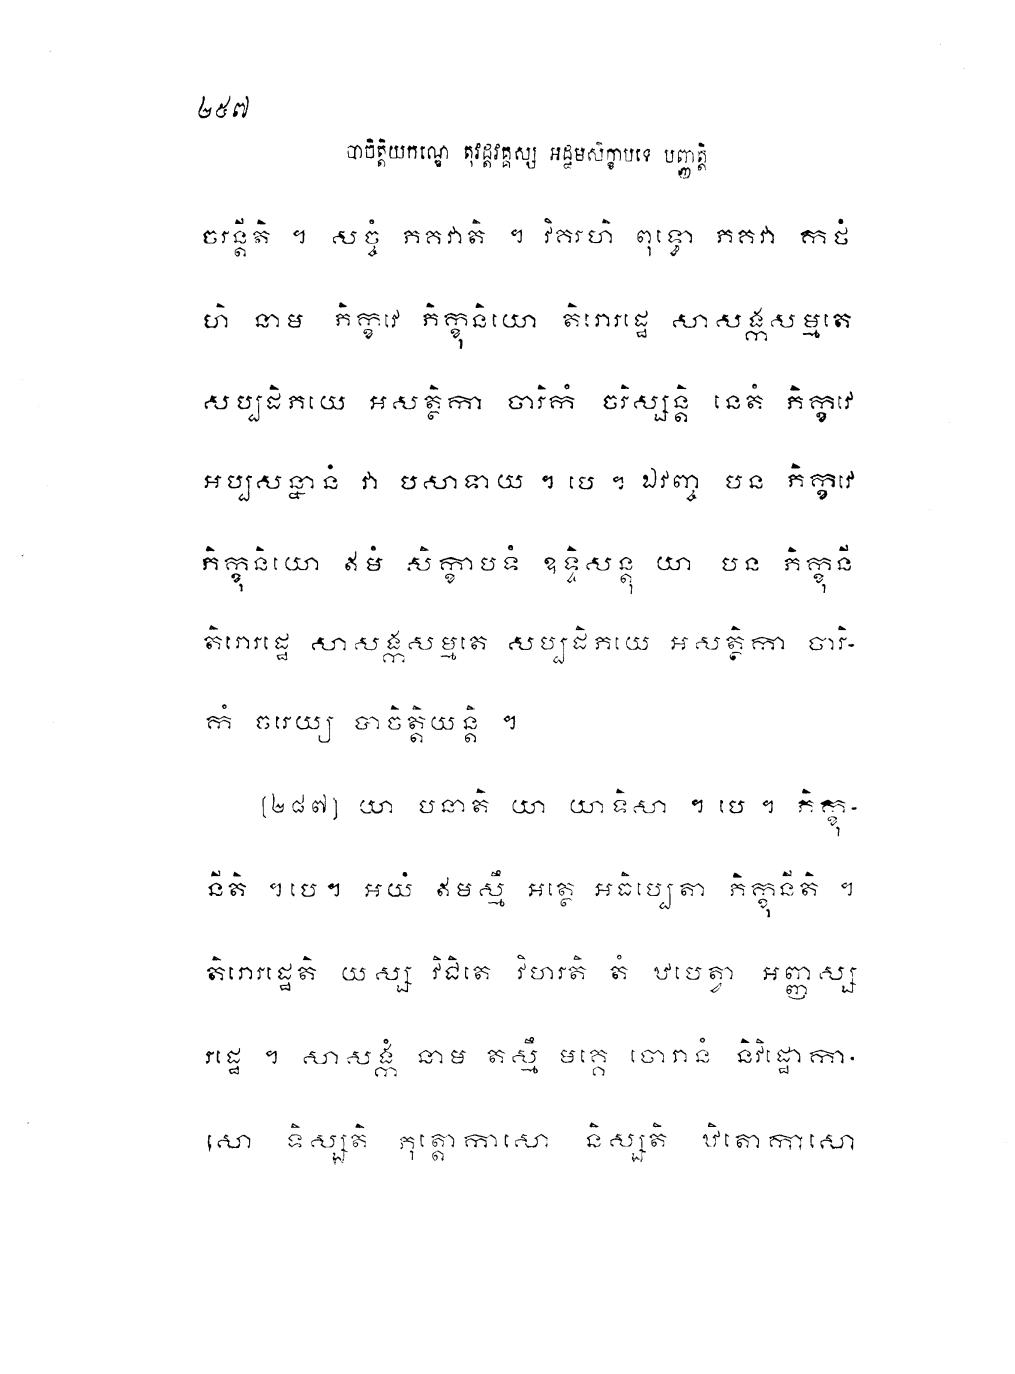 ២៥៧
បាចិត្តិយកណ្ឌេ តុវដ្ដវគ្គស្ស អដ្ឋមសិក្ខាបទេ បញ្ញត្តិ
ចរន្តីតិ ។ សច្ចំ ភគវាតិ ។ វិគរហិ ពុទ្ធោ ភគវា កថំ
ហិ នាម ភិក្ខវេ ភិក្ខុនិយោ តិរោរដ្ឋេ សាសង្កសម្មតេ
សប្បដិភយេ អសត្ថិកា ចារិកំ ចរិស្សន្តិ នេតំ ភិក្ខវេ
អប្បសន្នានំ វា បសាទាយ ។ បេ ។ ឯវញ្ច បន ភិក្ខវេ
ភិក្ខុនិយោ ឥមំ សិក្ខាបទំ ឧទ្ទិសន្តុ យា បន ភិក្ខុនី
តិរោរដ្ឋេ សាសង្កសម្មតេ សប្បដិភយេ អសត្ថិកា ចារិ-
កំ ចរេយ្យ បាចិត្តិយន្តិ ។
[២៨៧] យា បនាតិ យា យាទិសា ។ បេ ។ ភិក្ខុ-
នីតិ ។ បេ ។ អយំ ឥមស្មឹ អត្ថេ អធិប្បេតា ភិក្ខុនីតិ ។
តិរោរដ្ឋេតិ យស្ស វិជិតេ វិហរតិ តំ ឋបេត្វា អញ្ញស្ស
រដ្ឋេ ។ សាសង្កំ នាម តស្មឹ មគ្គេ ចោរានំ និវិដ្ឋោកា-
សោ ទិស្សតិ ភុត្តោកាសោ ទិស្សតិ ឋិតោកាសោ